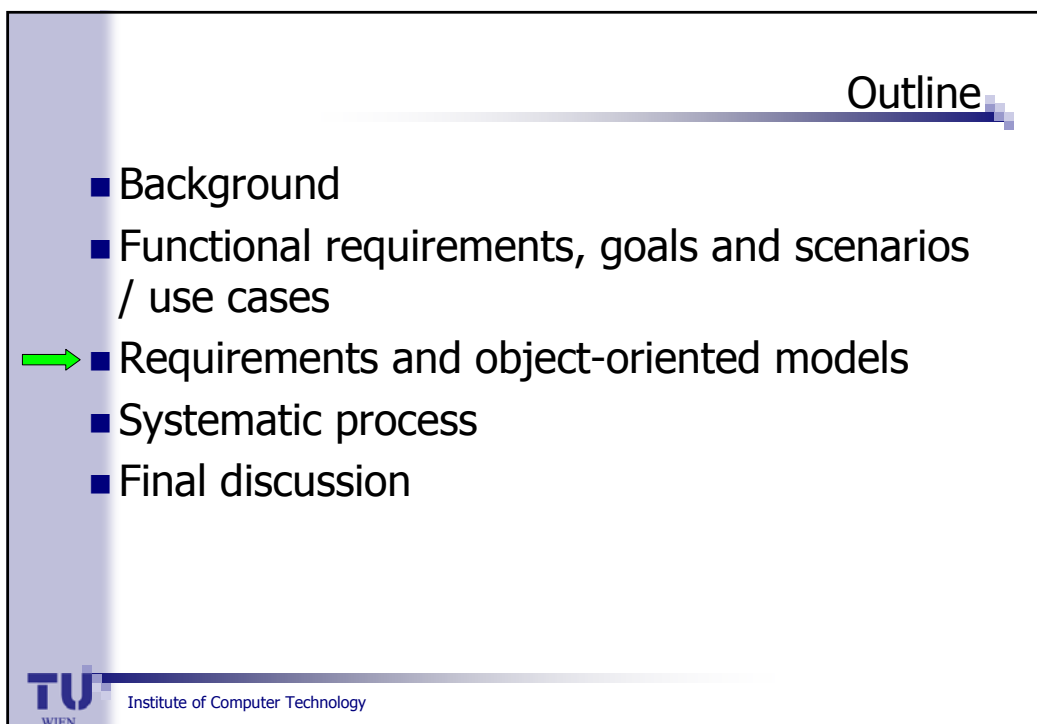 Outline
Background
Functional requirements, goals and scenarios
/ use cases
Requirements and object-oriented models
Systematic process
Final discussion
TU
WIEN
Institute of Computer Technology